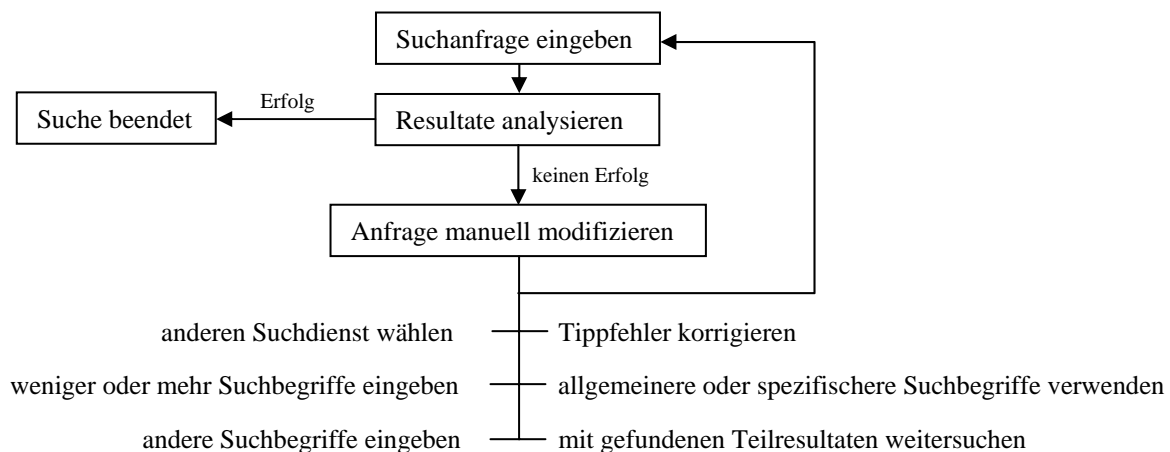 Suchanfrage eingeben
Erfolg
Suche beendet
Resultate analysieren
keinen Erfolg
Anfrage manuell modifizieren
anderen Suchdienst wählen
Tippfehler korrigieren
weniger oder mehr Suchbegriffe eingeben
allgemeinere oder spezifischere Suchbegriffe verwenden
andere Suchbegriffe eingeben
mit gefundenen Teilresultaten weitersuchen